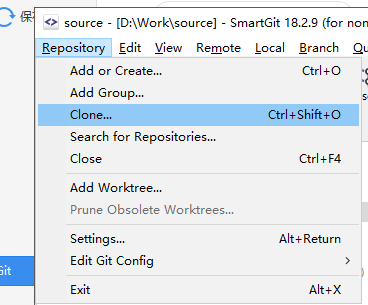 保
source - [D:\Work\source] - SmartGit 18.2.9 (for non
Repository Edit View Remote Local Branch Qu
Add or Create... Ctrl+O
Add Group...
Clone... Ctrl+Shift+O
Search for Repositories...
Close Ctrl+F4
Add Worktree...
Prune Obsolete Worktrees...
Settings... Alt+Return
Edit Git Config
Git
Exit Alt+X